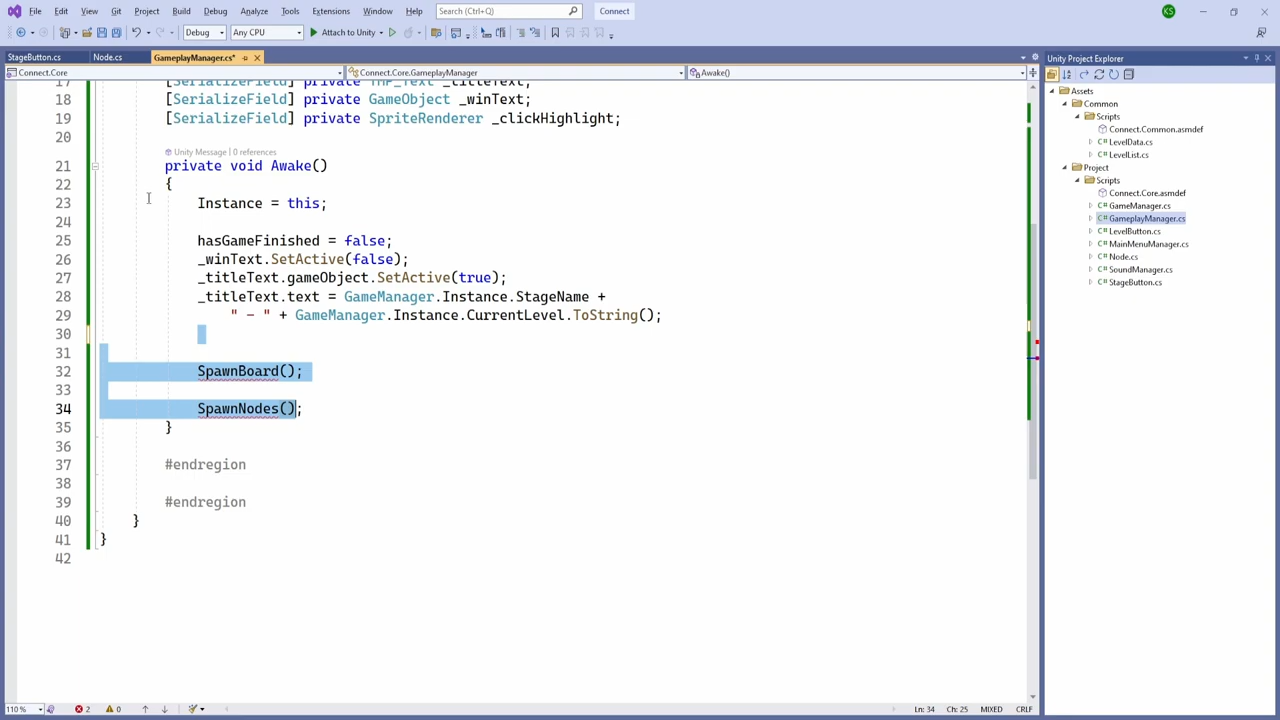 File Edit View Git Project Build Debug Analyze Tools Extensions Window Help Search (Ctrl+Q) Connect KS
Debug Any CPU Attach to Unity
StageButton.cs Node.cs GameplayManager.cs*
Connect.Core Connect.Core.GameplayManager Awake()
17 [SerializeField] private TMP_Text _titleText;
18 [SerializeField] private GameObject _winText;
19 [SerializeField] private SpriteRenderer _clickHighlight;
20
Unity Message | 0 references
21 private void Awake()
22 {
23 Instance = this;
24
25 hasGameFinished = false;
26 _winText.SetActive(false);
27 _titleText.gameObject.SetActive(true);
28 _titleText.text = GameManager.Instance.StageName +
29 " - " + GameManager.Instance.CurrentLevel.ToString();
30
31
32 SpawnBoard();
33
34 SpawnNodes();
35 }
36
37 #endregion
38
39 #endregion
40 }
41 }
42
110 % 2 0 Ln: 34 Ch: 25 MIXED CRLF
Unity Project Explorer
Assets
Common
Scripts
Connect.Common.asmdef
C# LevelData.cs
C# LevelList.cs
Project
Scripts
Connect.Core.asmdef
C# GameManager.cs
C# GameplayManager.cs
C# LevelButton.cs
C# MainMenuManager.cs
C# Node.cs
C# SoundManager.cs
C# StageButton.cs